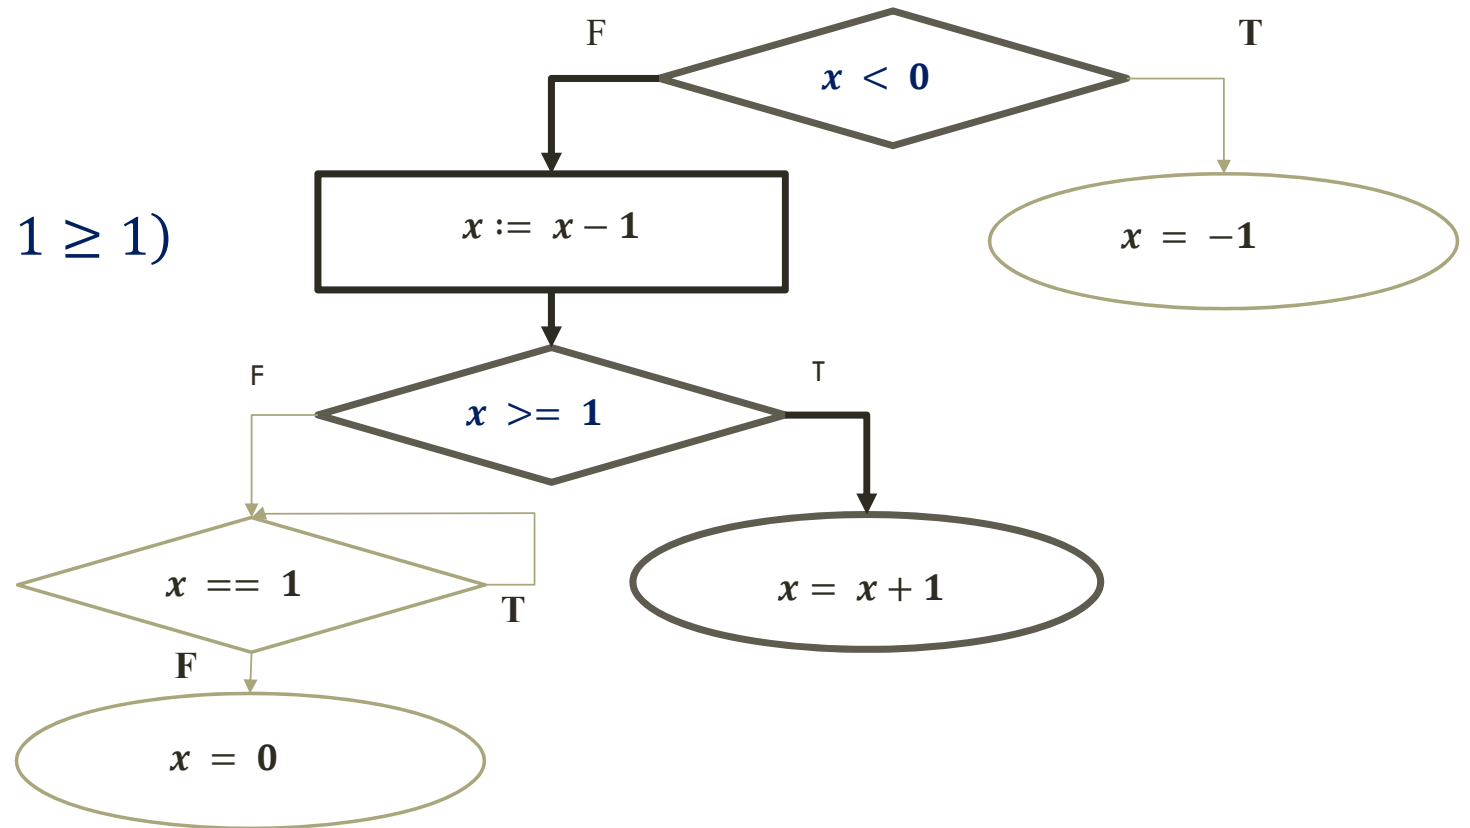 F
T
x < 0
1 ≥ 1)
x := x − 1
x = −1
F
T
x >= 1
x == 1
T
x = x + 1
F
x = 0